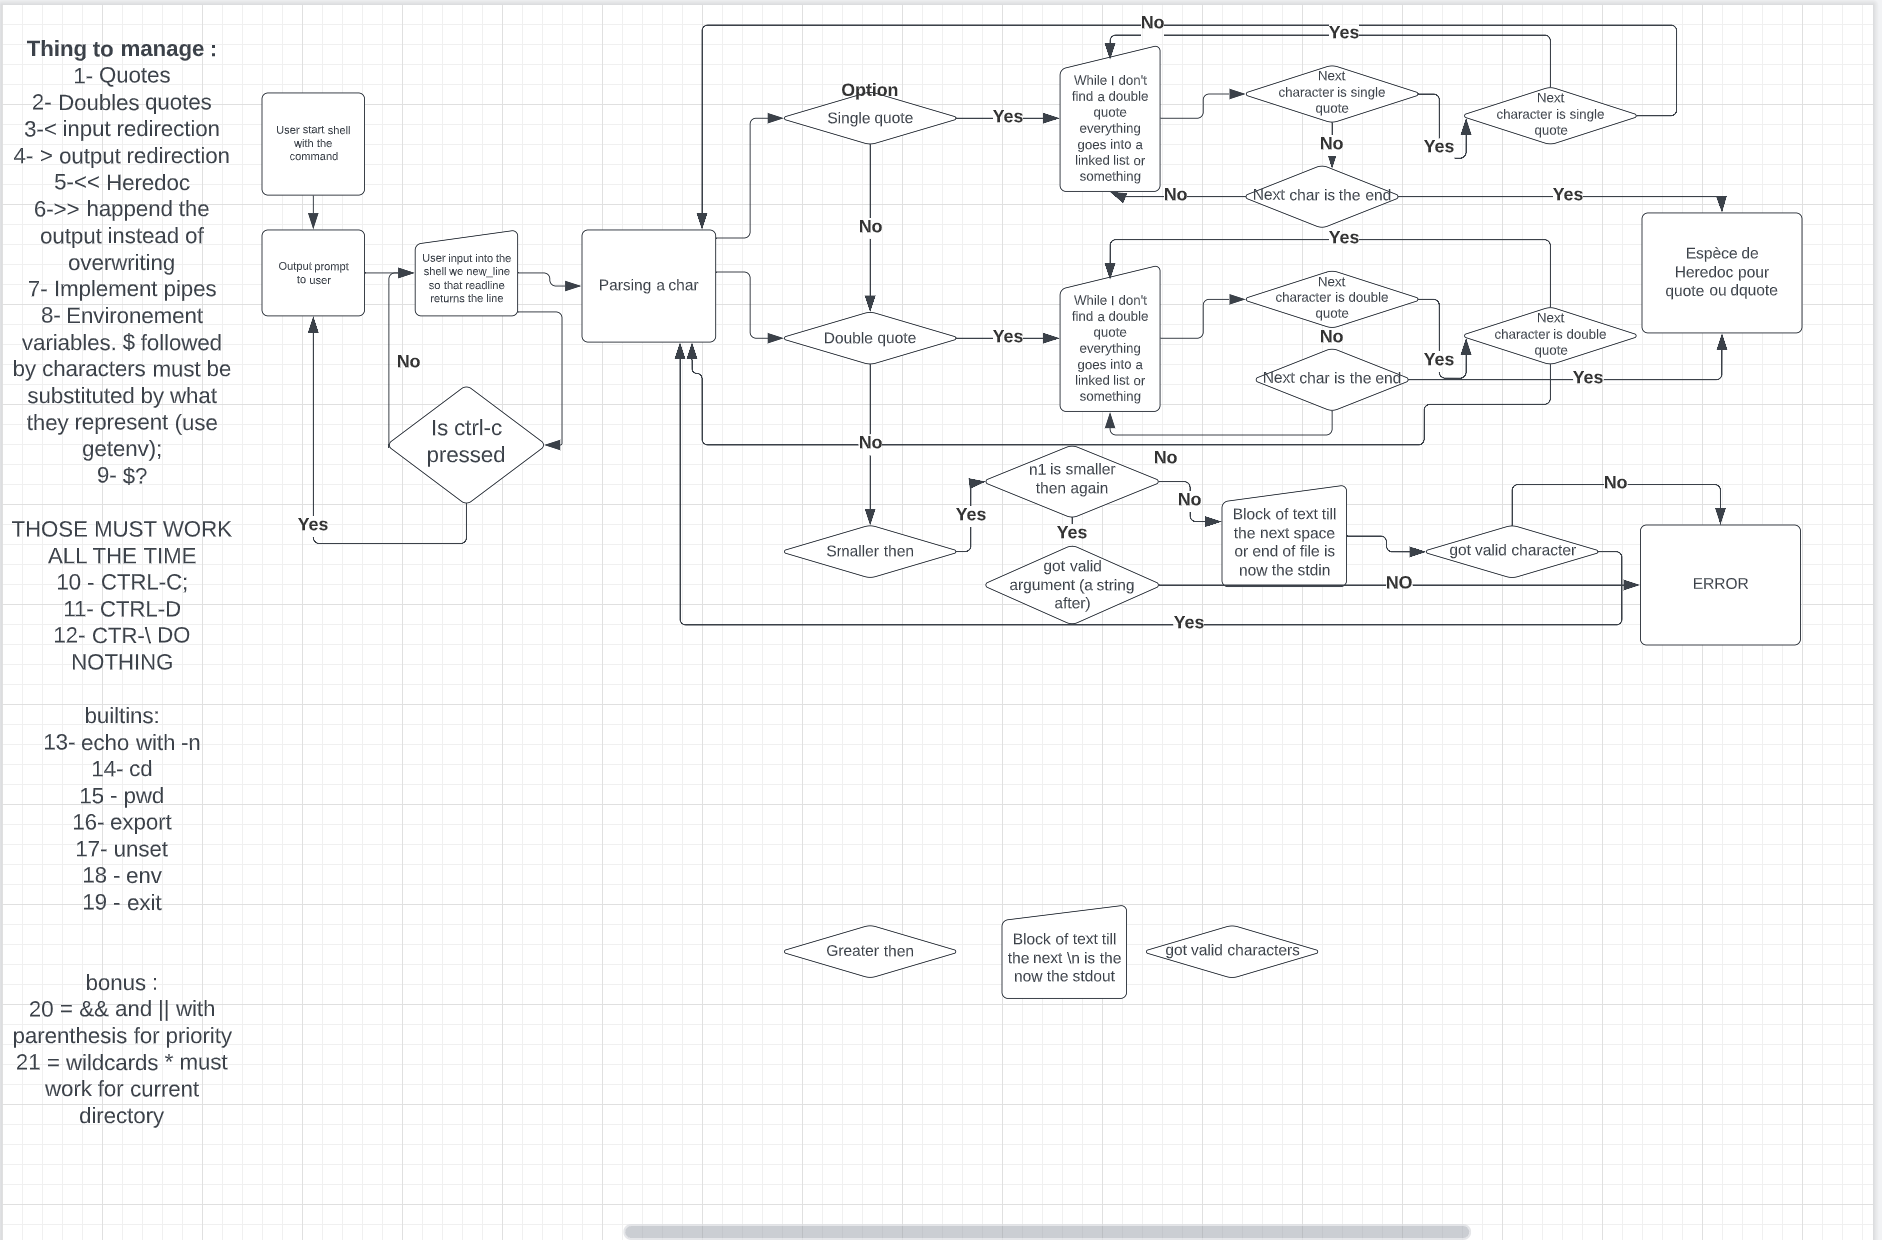 Thing to manage :
1- Quotes
2- Doubles quotes
3-< input redirection
4- > output redirection
5-<< Heredoc
6->> happend the
output instead of
overwriting
7- Implement pipes
8- Environement
variables. $ followed
by characters must be
substituted by what
they represent (use
getenv);
9- $?
THOSE MUST WORK
ALL THE TIME
10 - CTRL-C;
11- CTRL-D
12- CTR-\ DO
NOTHING
builtins:
13- echo with -n
14- cd
15 - pwd
16- export
17- unset
18 - env
19 - exit
bonus :
20 = && and || with
parenthesis for priority
21 = wildcards * must
work for current
directory
User start shell
with the
command
Output prompt
to user
User input into the
shell we new_line
so that readline
returns the line
No
Is ctrl-c
pressed
Yes
Parsing a char
Option
Single quote
Yes
No
While I don't
find a double
quote
everything
goes into a
linked list or
something
No
Yes
Next
character is single
quote
No
Yes
Next
character is single
quote
Next char is the end
No
Yes
Espèce de
Heredoc pour
quote ou dquote
Double quote
Yes
No
While I don't
find a double
quote
everything
goes into a
linked list or
something
Yes
Next
character is double
quote
No
Yes
Next
character is double
quote
Next char is the end
Yes
Smaller then
Yes
n1 is smaller
then again
No
No
Yes
got valid
argument (a string
after)
Block of text till
the next space
or end of file is
now the stdin
got valid character
No
NO
Yes
ERROR
Greater then
Block of text till
the next \n is the
now the stdout
got valid characters